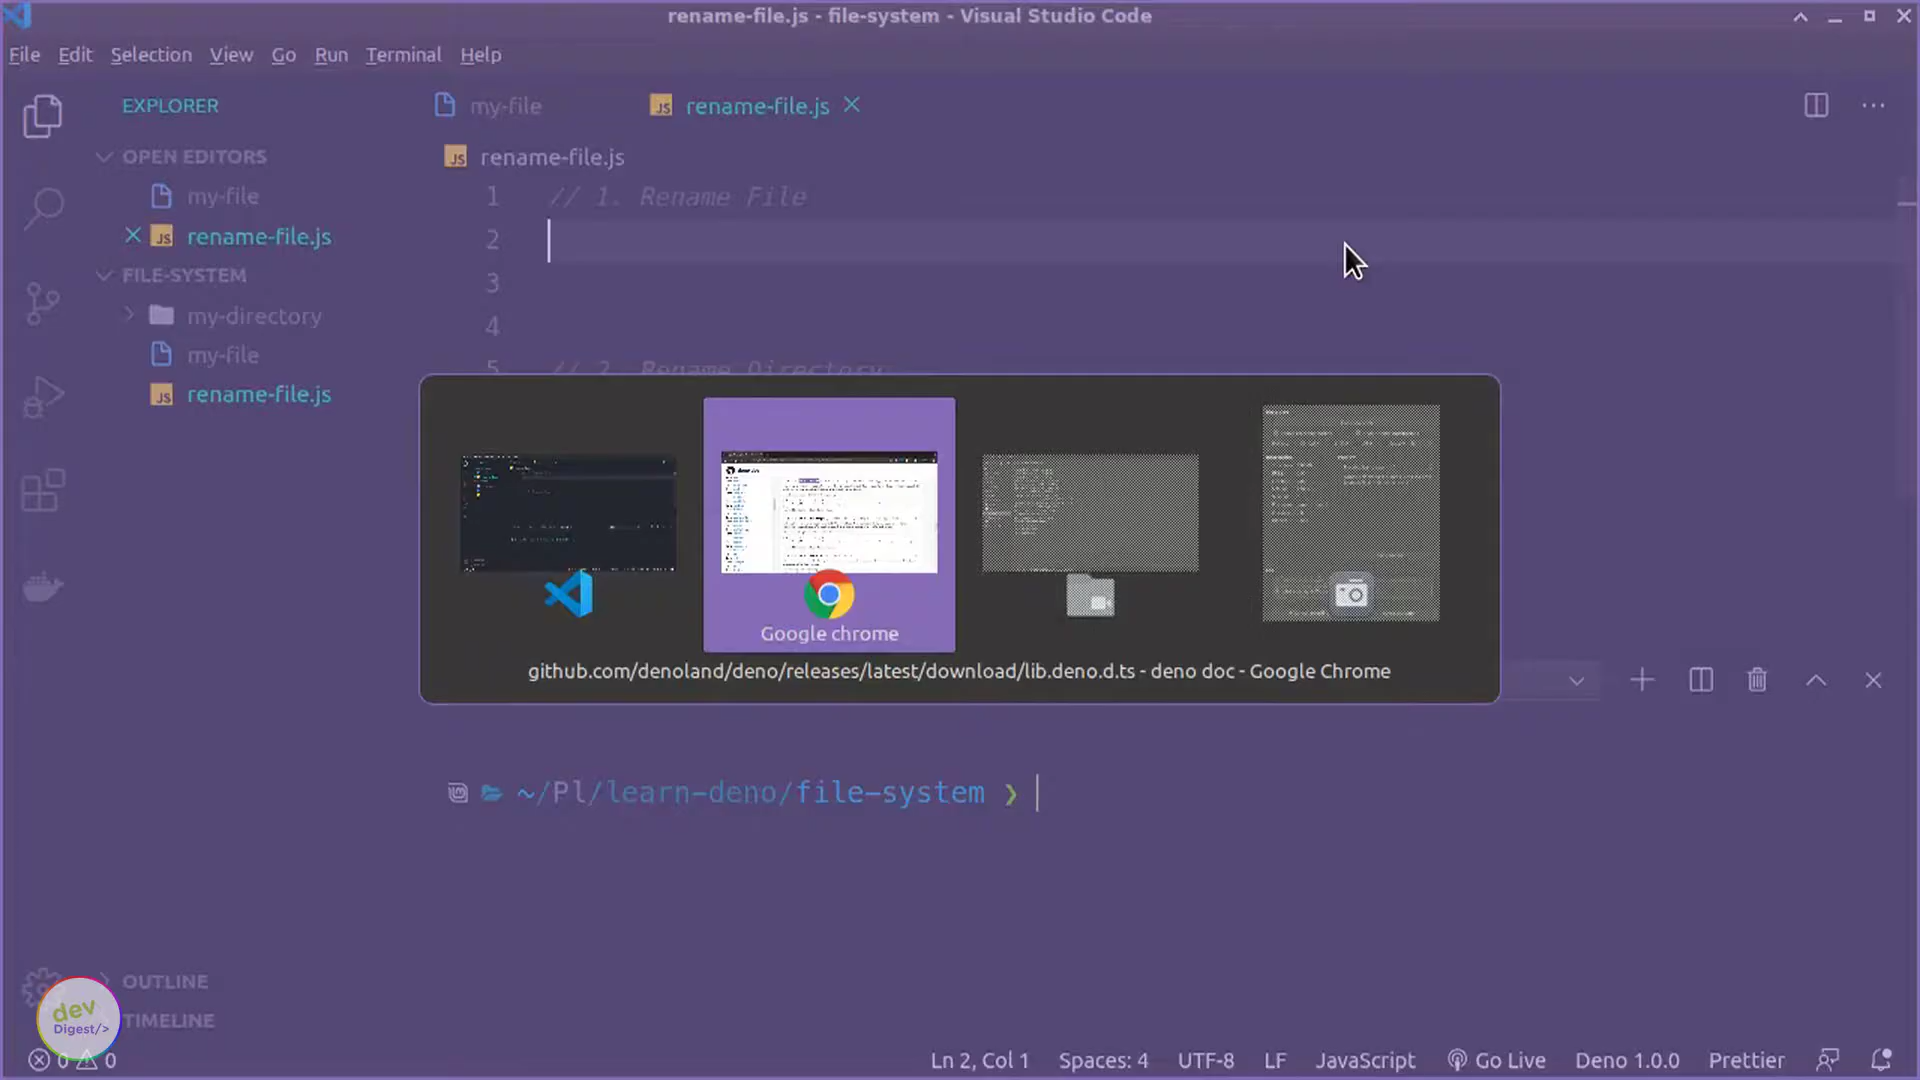 rename-file.js - file-system - Visual Studio Code
File Edit Selection View Go Run Terminal Help
EXPLORER
my-file
rename-file.js
OPEN EDITORS
rename-file.js
1 // 1. Rename File
my-file
rename-file.js
2
FILE-SYSTEM
3
my-directory
4
my-file
5 // 2. Rename Directory
rename-file.js
Google chrome
github.com/denoland/deno/releases/latest/download/lib.deno.d.ts - deno doc - Google Chrome
~/Pl/learn-deno/file-system ❯
OUTLINE
TIMELINE
dev
Digest/>
0 0
Ln 2, Col 1 Spaces: 4 UTF-8 LF JavaScript Go Live Deno 1.0.0 Prettier